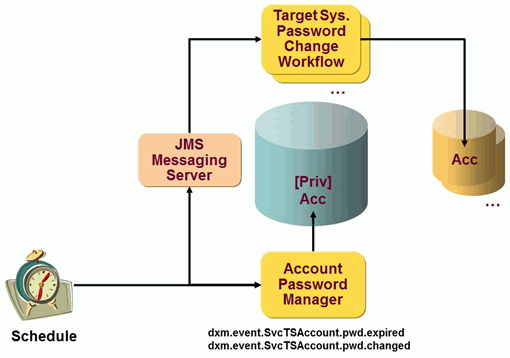 Target Sys.
Password
Change
Workflow
...
JMS
Messaging
Server
[Priv]
Acc
Acc
...
Account
Password
Manager
Schedule
dxm.event.SvcTSAccount.pwd.expired
dxm.event.SvcTSAccount.pwd.changed